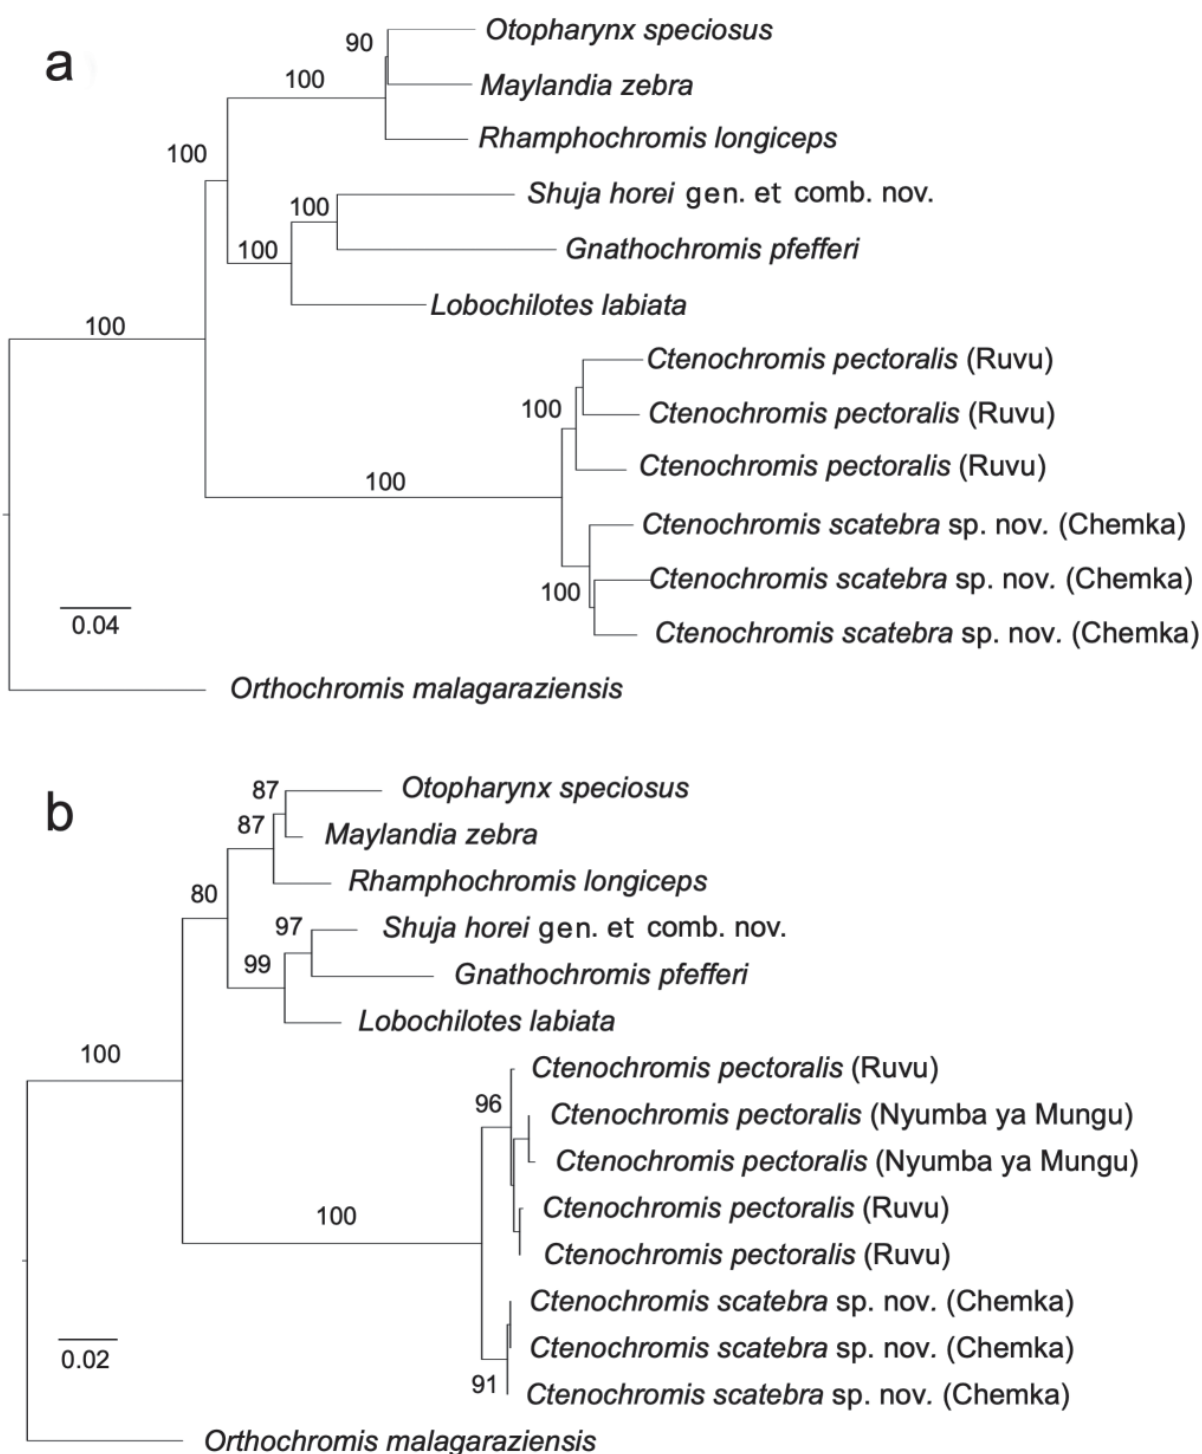 a
90
Otopharynx speciosus
100
Maylandia zebra
Rhamphochromis longiceps
100
Shuja horei gen. et comb. nov.
100
Gnathochromis pfefferi
100
Lobochilotes labiata
100
Ctenochromis pectoralis (Ruvu)
100
Ctenochromis pectoralis (Ruvu)
Ctenochromis pectoralis (Ruvu)
100
Ctenochromis scatebra sp. nov. (Chemka)
Ctenochromis scatebra sp. nov. (Chemka)
100
0.04
Ctenochromis scatebra sp. nov. (Chemka)
Orthochromis malagaraziensis
b
87
Otopharynx speciosus
87
Maylandia zebra
80
Rhamphochromis longiceps
97
Shuja horei gen. et comb. nov.
99
Gnathochromis pfefferi
Lobochilotes labiata
100
Ctenochromis pectoralis (Ruvu)
96
Ctenochromis pectoralis (Nyumba ya Mungu)
Ctenochromis pectoralis (Nyumba ya Mungu)
100
Ctenochromis pectoralis (Ruvu)
Ctenochromis pectoralis (Ruvu)
Ctenochromis scatebra sp. nov. (Chemka)
0.02
Ctenochromis scatebra sp. nov. (Chemka)
91
Ctenochromis scatebra sp. nov. (Chemka)
Orthochromis malagaraziensis